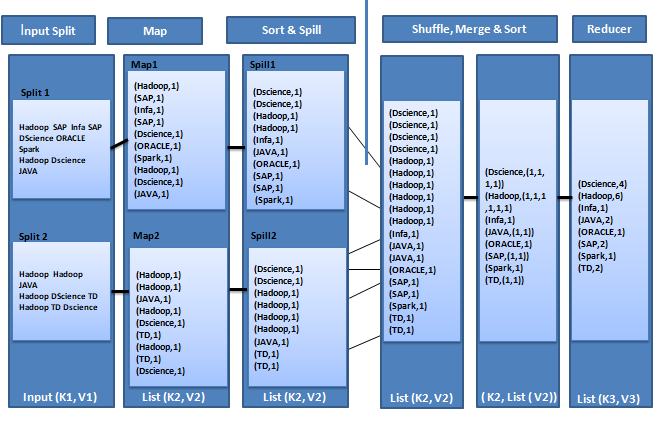 İnput Split
Map
Sort & Spill
Shuffle, Merge & Sort
Reducer
Split 1
Hadoop SAP Infa SAP
DScience ORACLE
Spark
Hadoop Dscience
JAVA
Split 2
Hadoop Hadoop
JAVA
Hadoop DScience TD
Hadoop TD Dscience
Input (K1, V1)
Map1
(Hadoop,1)
(SAP,1)
(Infa,1)
(SAP,1)
(Dscience,1)
(ORACLE,1)
(Spark,1)
(Hadoop,1)
(Dscience,1)
(JAVA,1)
Map2
(Hadoop,1)
(Hadoop,1)
(JAVA,1)
(Hadoop,1)
(Dscience,1)
(TD,1)
(Hadoop,1)
(TD,1)
(Dscience,1)
List (K2, V2)
Spill1
(Dscience,1)
(Dscience,1)
(Hadoop,1)
(Hadoop,1)
(Infa,1)
(JAVA,1)
(ORACLE,1)
(SAP,1)
(SAP,1)
(Spark,1)
Spill2
(Dscience,1)
(Dscience,1)
(Hadoop,1)
(Hadoop,1)
(Hadoop,1)
(Hadoop,1)
(JAVA,1)
(TD,1)
(TD,1)
List (K2, V2)
(Dscience,1)
(Dscience,1)
(Dscience,1)
(Dscience,1)
(Hadoop,1)
(Hadoop,1)
(Hadoop,1)
(Hadoop,1)
(Hadoop,1)
(Hadoop,1)
(Infa,1)
(JAVA,1)
(JAVA,1)
(ORACLE,1)
(SAP,1)
(SAP,1)
(Spark,1)
(TD,1)
(TD,1)
List (K2, V2)
(Dscience,(1,1,
1,1))
(Hadoop,(1,1,1
,1,1,1)
(Infa,1)
(JAVA,(1,1))
(ORACLE,1)
(SAP,(1,1))
(Spark,1)
(TD,(1,1))
( K2, List ( V2))
(Dscience,4)
(Hadoop,6)
(Infa,1)
(JAVA,2)
(ORACLE,1)
(SAP,2)
(Spark,1)
(TD,2)
List (K3, V3)